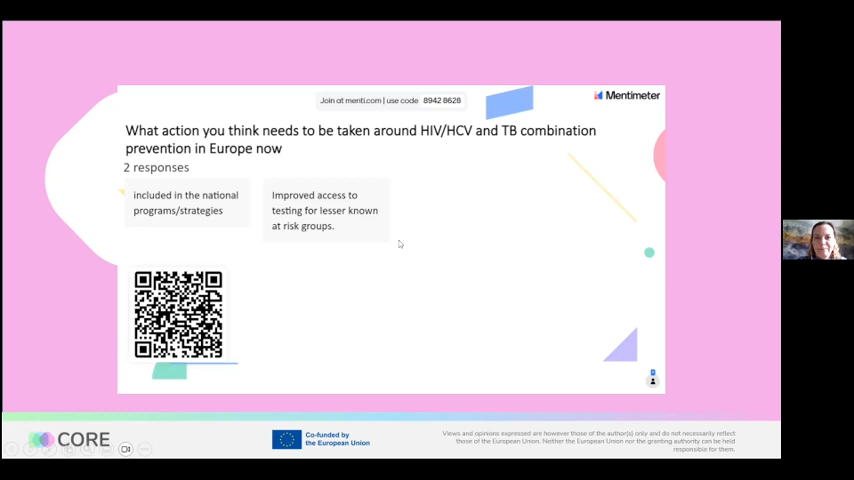 Join at menti.com | use code 8942 8628
Mentimeter
What action you think needs to be taken around HIV/HCV and TB combination
prevention in Europe now
2 responses
included in the national
programs/strategies
Improved access to
testing for lesser known
at risk groups.
CORE
Co-funded by
the European Union
Views and opinions expressed are however those of the author(s) only and do not necessarily reflect
those of the European Union. Neither the European Union nor the granting authority can be held
responsible for them.